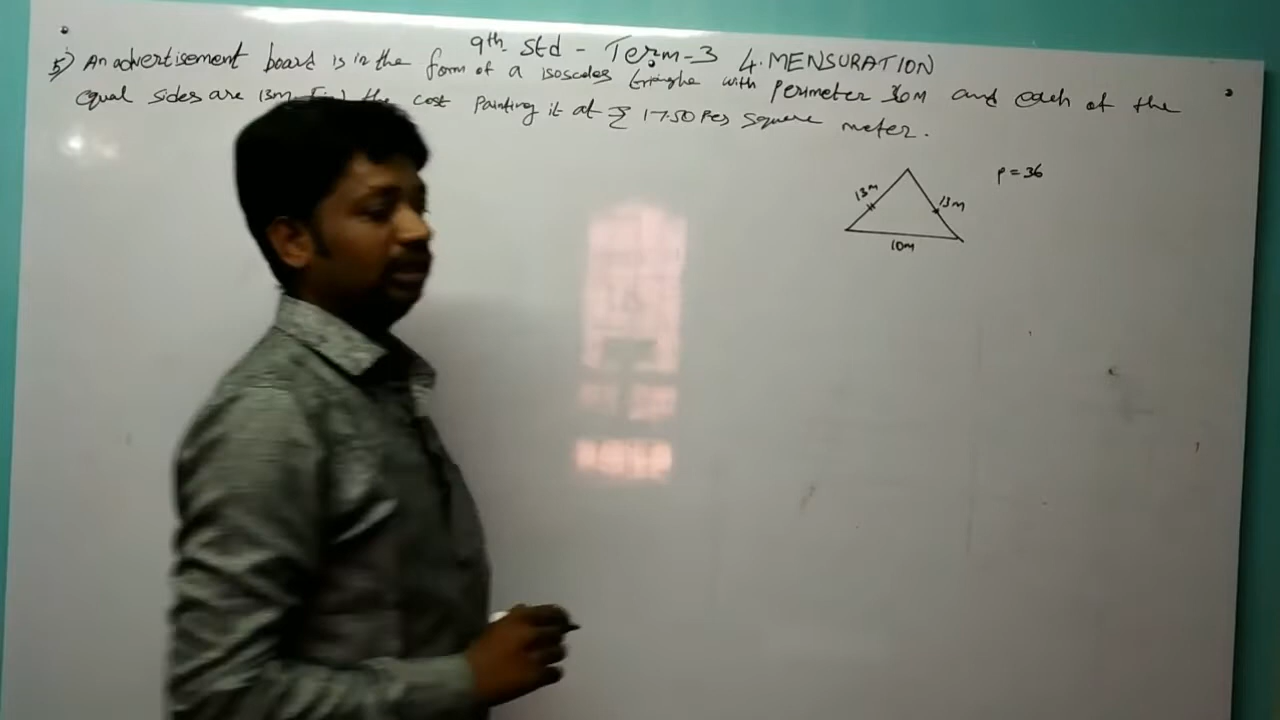 9th Std - Term-3 4. MENSURATION
5) An advertisement board is in the form of a isosceles triangle with Perimeter 36m and each of the
equal sides are 13m the cost Painting it at ₹ 17.50 Per square meter.
13m
13m
10m
P = 36